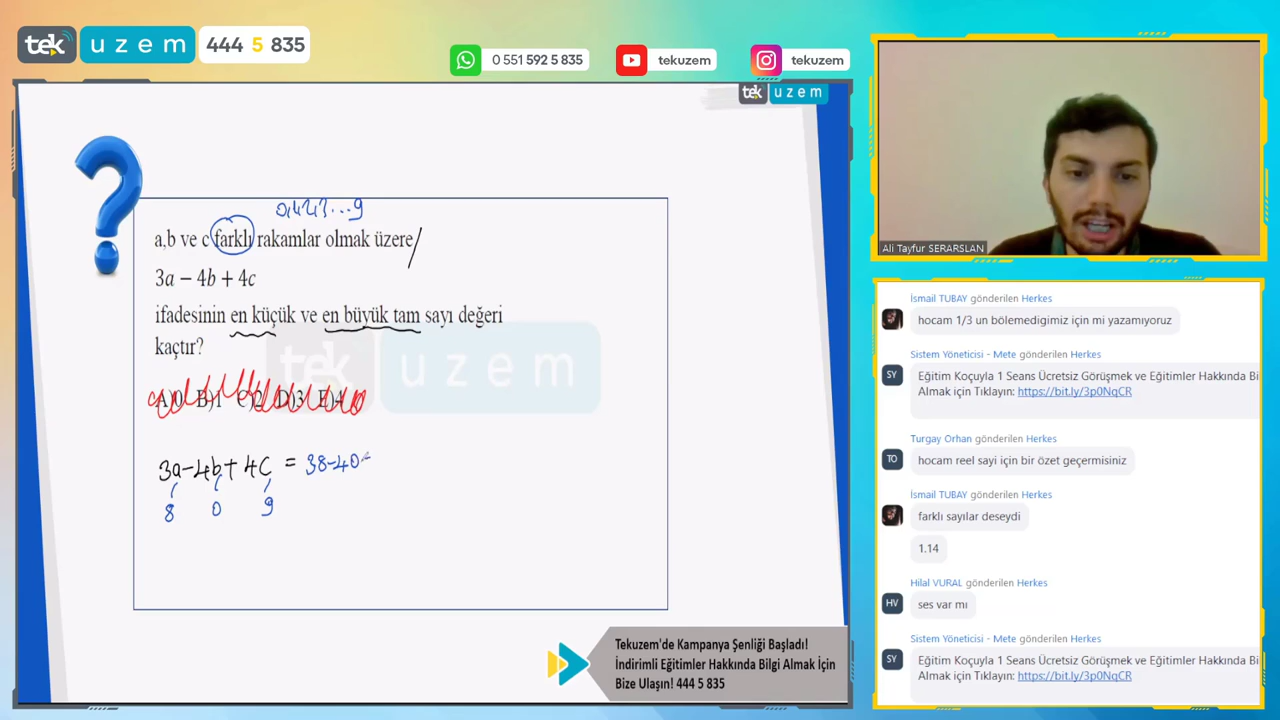 tek uzem 444 5 835
0 551 592 5 835
tekuzem
tekuzem
tek uzem
0,1,2,3...9
a,b ve c farklı rakamlar olmak üzere
3a − 4b + 4c
ifadesinin en küçük ve en büyük tam sayı değeri
kaçtır?
A)0 B)1 C)2 D)3 E)4
3a-4b+4c = 38-40+
8 0 9
tek uzem
Tekuzem'de Kampanya Şenliği Başladı!
İndirimli Eğitimler Hakkında Bilgi Almak İçin
Bize Ulaşın! 444 5 835
Ali Tayfur SERARSLAN
İsmail TUBAY gönderilen Herkes
hocam 1/3 un bölemedigimiz için mi yazamıyoruz
Sistem Yöneticisi - Mete gönderilen Herkes
SY
Eğitim Koçuyla 1 Seans Ücretsiz Görüşmek ve Eğitimler Hakkında Bi
Almak için Tıklayın: https://bit.ly/3p0NqCR
Turgay Orhan gönderilen Herkes
TO
hocam reel sayi için bir özet geçermisiniz
İsmail TUBAY gönderilen Herkes
farklı sayılar deseydi
1.14
Hilal VURAL gönderilen Herkes
HV
ses var mı
Sistem Yöneticisi - Mete gönderilen Herkes
SY
Eğitim Koçuyla 1 Seans Ücretsiz Görüşmek ve Eğitimler Hakkında Bi
Almak için Tıklayın: https://bit.ly/3p0NqCR